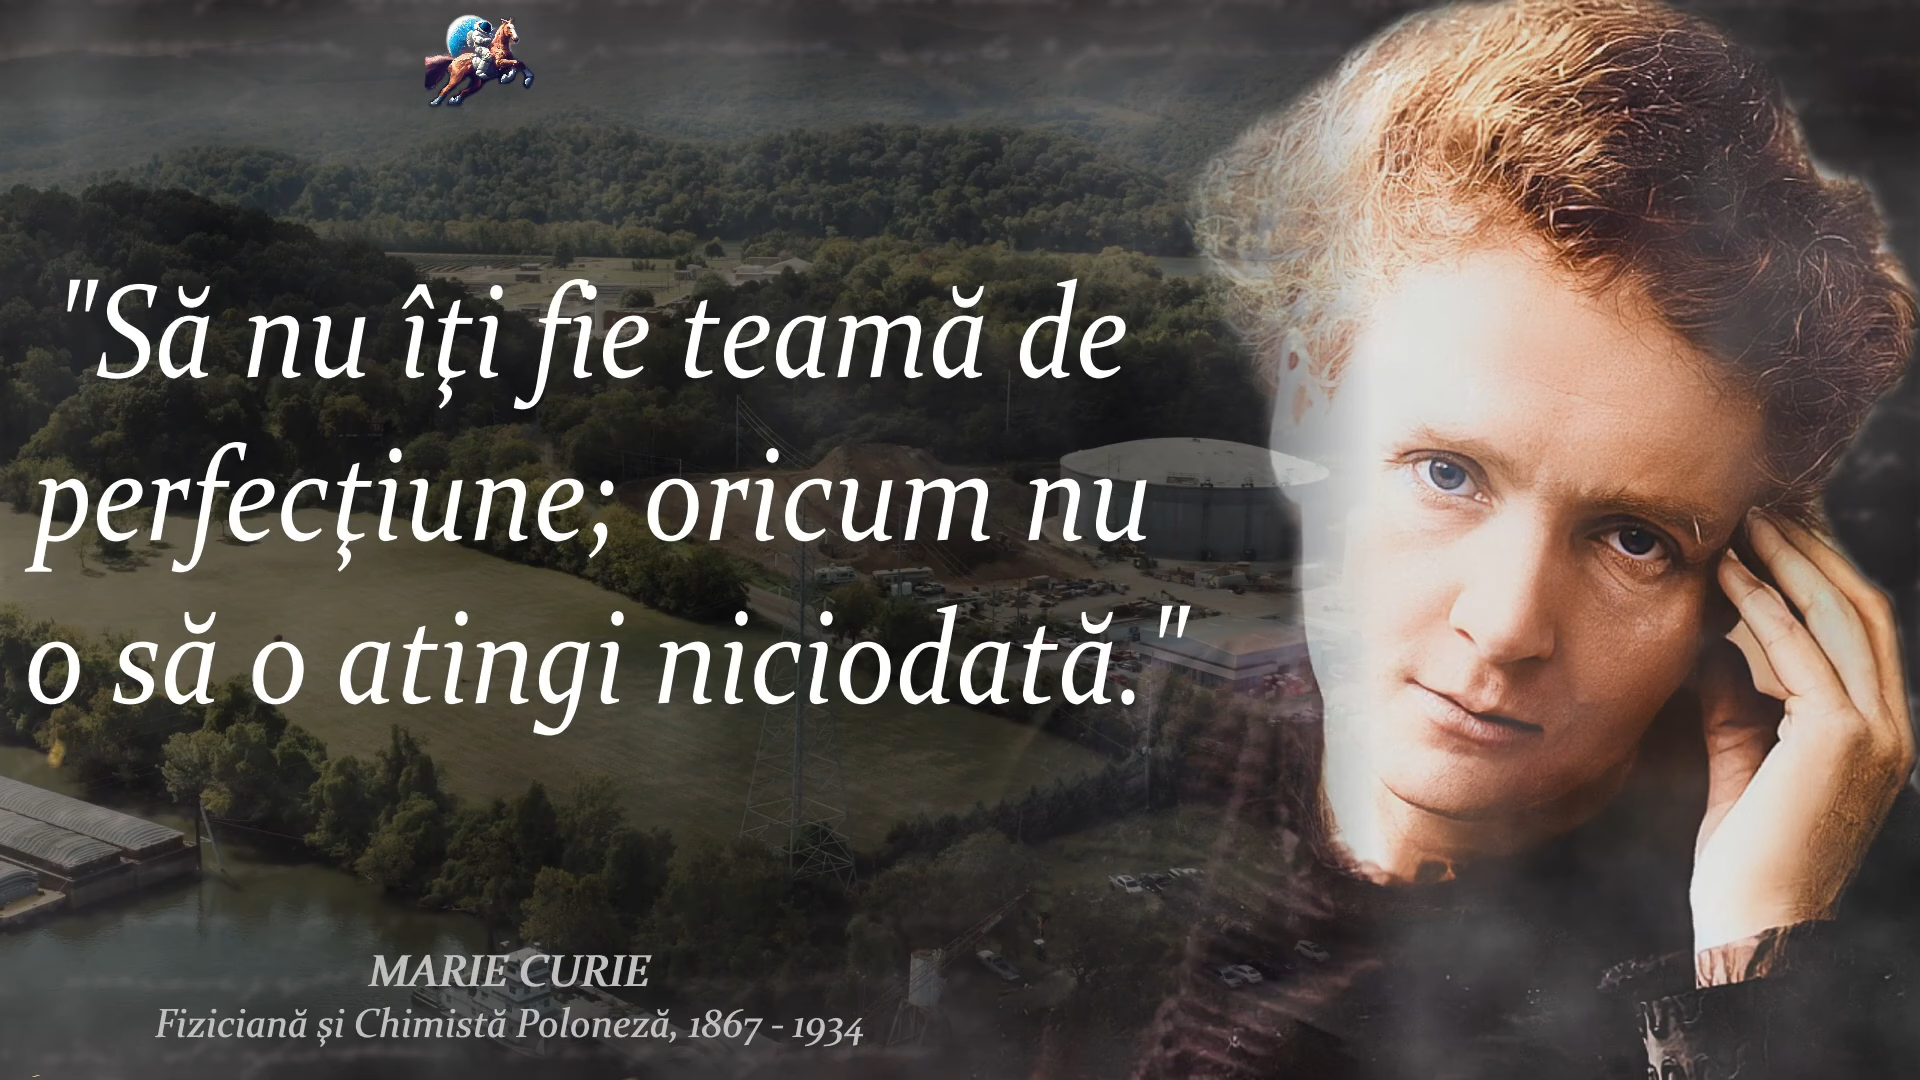 "Să nu îți fie teamă de
perfecțiune; oricum nu
o să o atingi niciodată."
MARIE CURIE
Fiziciană și Chimistă Poloneză, 1867 - 1934